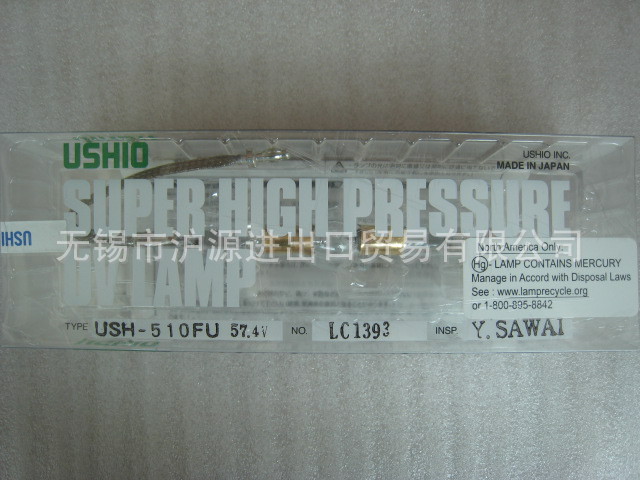 USHIO
USHIO INC.
MADE IN JAPAN
SUPER HIGH PRESSURE
UV LAMP
USHI
无锡市沪源进出口贸易有限公司
North America Only
Hg - LAMP CONTAINS MERCURY
Manage in Accord with Disposal Laws
See : www.lamprecycle.org
or 1-800-895-8842
TYPE USH-510FU 57.4V NO. LC1393 INSP. Y. SAWAI